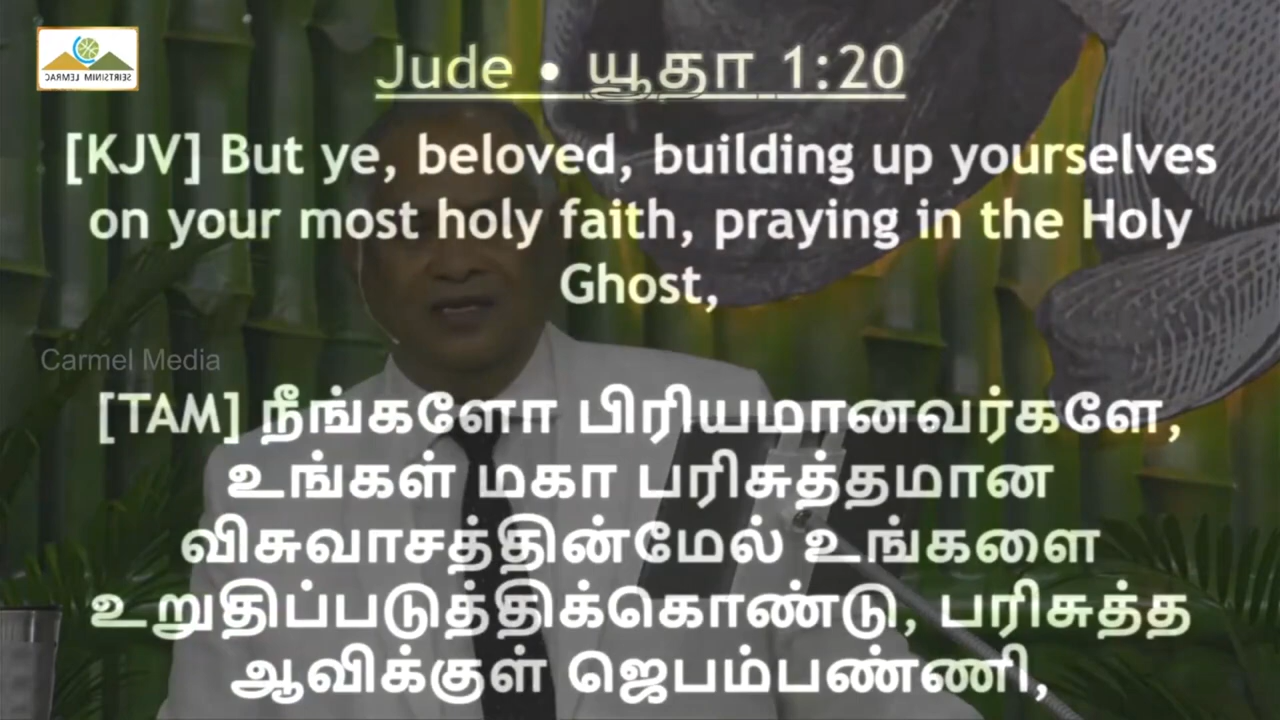 CARMEL MINISTRIES
Jude • யூதா 1:20
[KJV] But ye, beloved, building up yourselves
on your most holy faith, praying in the Holy
Ghost,
Carmel Media
[TAM] நீங்களோ பிரியமானவர்களே,
உங்கள் மகா பரிசுத்தமான
விசுவாசத்தின்மேல் உங்களை
உறுதிப்படுத்திக்கொண்டு, பரிசுத்த
ஆவிக்குள் ஜெபம்பண்ணி,